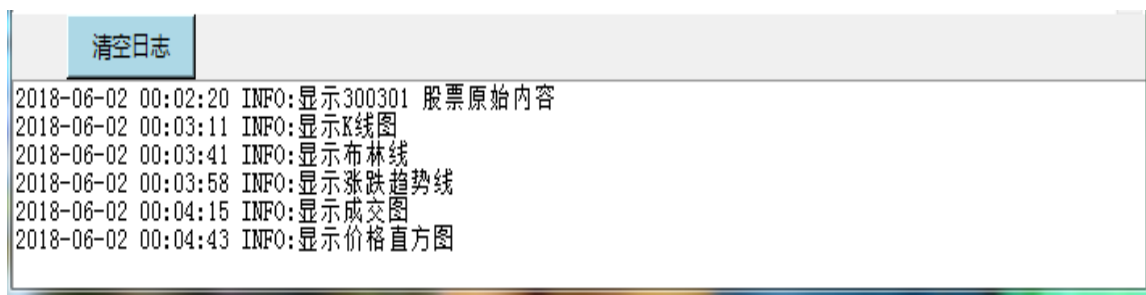 清空日志
2018-06-02 00:02:20 INFO:显示300301 股票原始内容
2018-06-02 00:03:11 INFO:显示K线图
2018-06-02 00:03:41 INFO:显示布林线
2018-06-02 00:03:58 INFO:显示涨跌趋势线
2018-06-02 00:04:15 INFO:显示成交图
2018-06-02 00:04:43 INFO:显示价格直方图